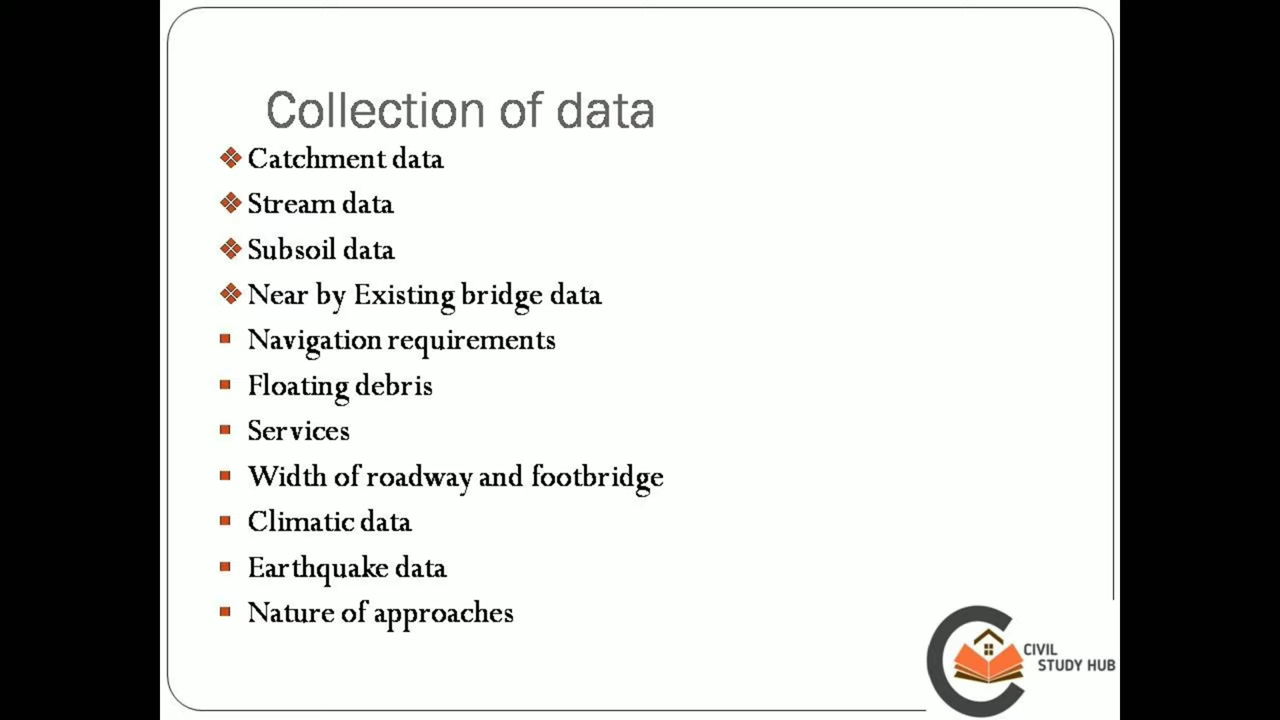 Collection of data
Catchment data
Stream data
Subsoil data
Near by Existing bridge data
Navigation requirements
Floating debris
Services
Width of roadway and footbridge
Climatic data
Earthquake data
Nature of approaches
CIVIL
STUDY HUB